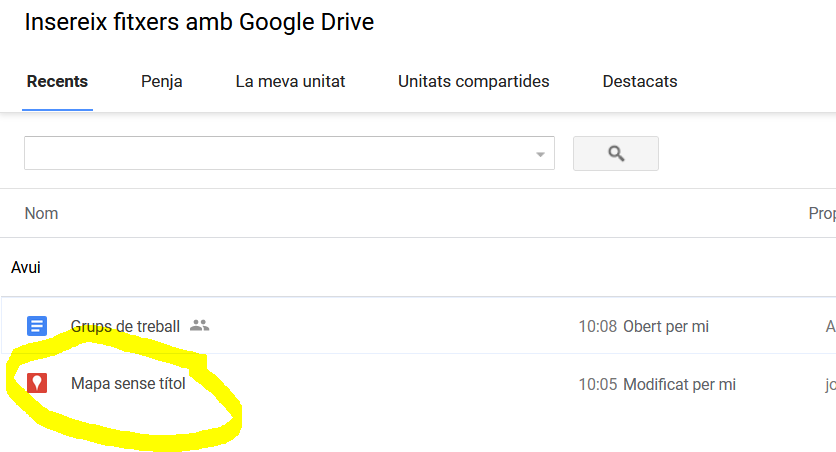 Insereix fitxers amb Google Drive
Recents Penja La meva unitat Unitats compartides Destacats
Nom Prop
Avui
Grups de treball 10:08 Obert per mi A
Mapa sense títol 10:05 Modificat per mi jo